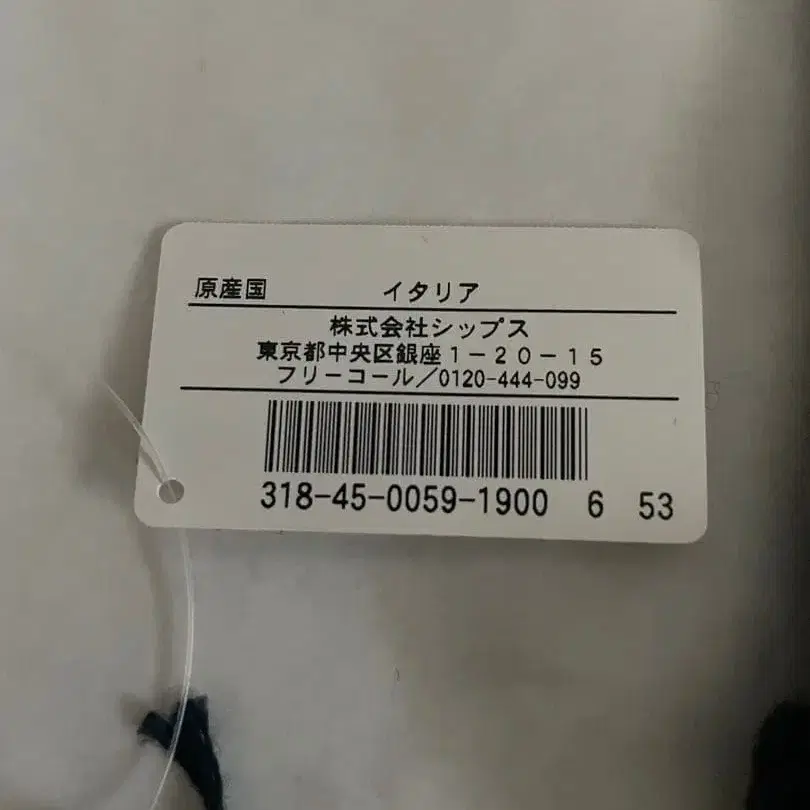 原産国 イタリア
株式会社シップス
東京都中央区銀座1-20-15
フリーコール/0120-444-099
318-45-0059-1900 6 53